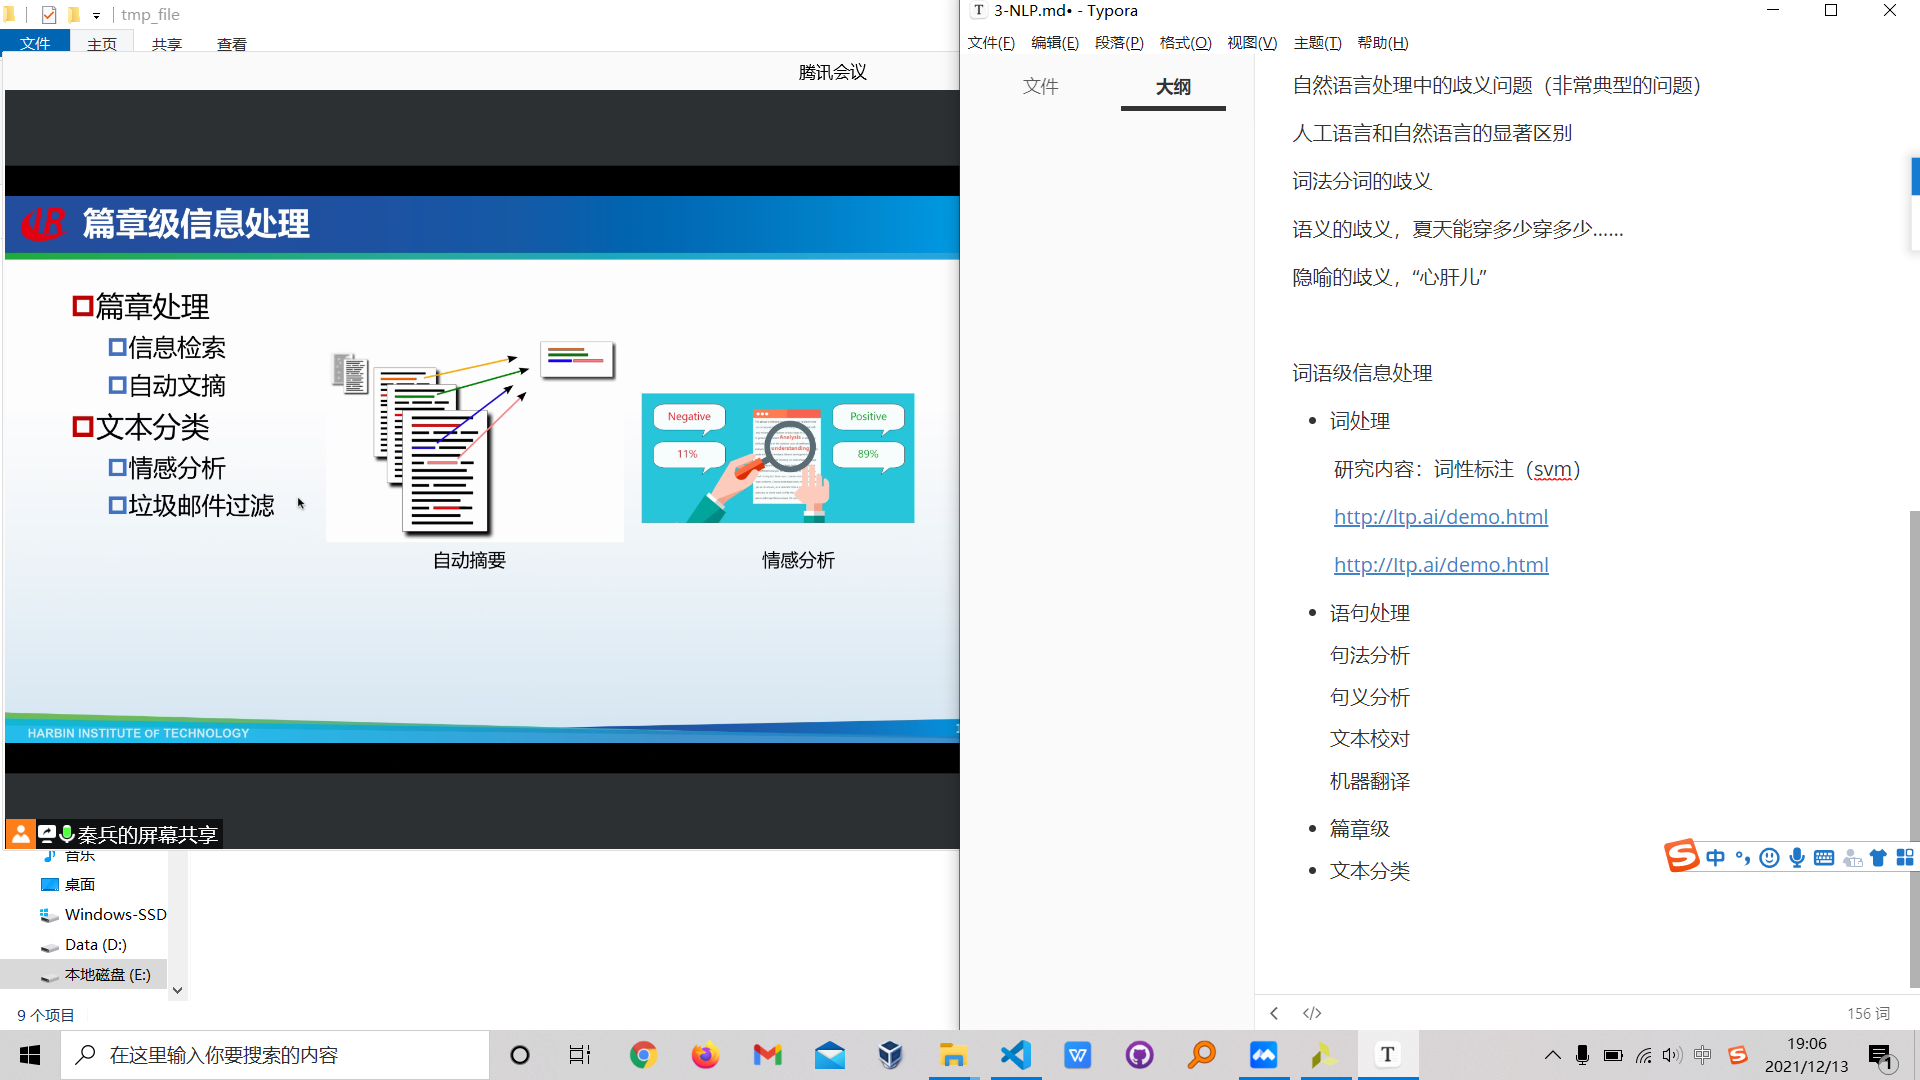 tmp_file
文件 主页 共享 查看
腾讯会议
篇章级信息处理
篇章处理
信息检索
自动文摘
文本分类
情感分析
垃圾邮件过滤
Negative
Positive
11%
89%
Analysis
understanding
自动摘要
情感分析
HARBIN INSTITUTE OF TECHNOLOGY
秦兵的屏幕共享
音乐
桌面
Windows-SSD
Data (D:)
本地磁盘 (E:)
9 个项目
3-NLP.md• - Typora
文件(F) 编辑(E) 段落(P) 格式(O) 视图(V) 主题(T) 帮助(H)
文件 大纲
自然语言处理中的歧义问题（非常典型的问题）
人工语言和自然语言的显著区别
词法分词的歧义
语义的歧义，夏天能穿多少穿多少......
隐喻的歧义，“心肝儿”
词语级信息处理
词处理
研究内容：词性标注（svm）
http://ltp.ai/demo.html
http://ltp.ai/demo.html
语句处理
句法分析
句义分析
文本校对
机器翻译
篇章级
文本分类
中
156 词
在这里输入你要搜索的内容
中
19:06
2021/12/13
1